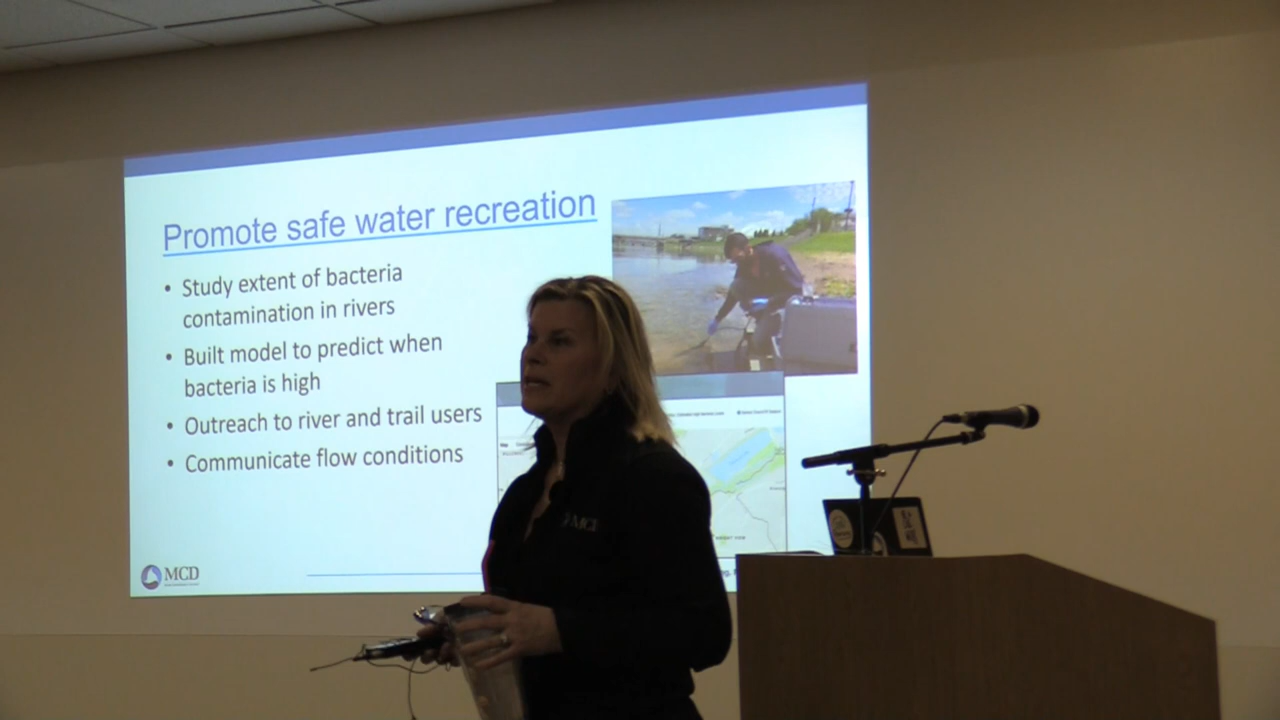 Promote safe water recreation
• Study extent of bacteria
contamination in rivers
• Built model to predict when
bacteria is high
• Outreach to river and trail users
• Communicate flow conditions
MCD
MCD